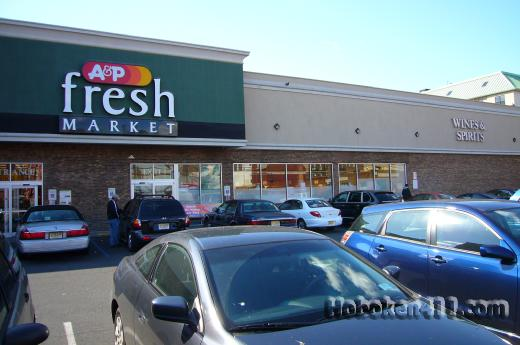 A&P
fresh
MARKET
WINES &
SPIRITS
Hoboken411.com